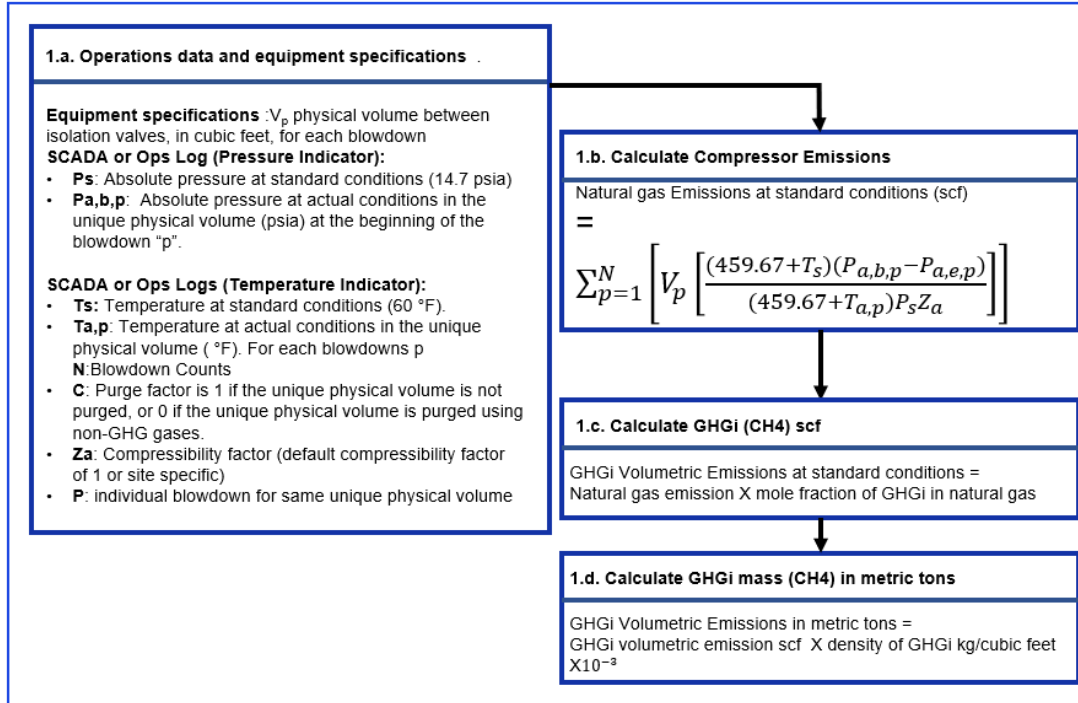 1.a. Operations data and equipment specifications .
Equipment specifications :Vₚ physical volume between
isolation valves, in cubic feet, for each blowdown
SCADA or Ops Log (Pressure Indicator):
• Ps: Absolute pressure at standard conditions (14.7 psia)
• Pa,b,p: Absolute pressure at actual conditions in the
unique physical volume (psia) at the beginning of the
blowdown “p”.
SCADA or Ops Logs (Temperature Indicator):
• Ts: Temperature at standard conditions (60 °F).
• Ta,p: Temperature at actual conditions in the unique
physical volume ( °F). For each blowdowns p
N:Blowdown Counts
• C: Purge factor is 1 if the unique physical volume is not
purged, or 0 if the unique physical volume is purged using
non-GHG gases.
• Za: Compressibility factor (default compressibility factor
of 1 or site specific)
• P: individual blowdown for same unique physical volume
1.b. Calculate Compressor Emissions
Natural gas Emissions at standard conditions (scf)
=
∑_{p=1}^{N} [V_p [(459.67+T_s)(P_{a,b,p}−P_{a,e,p}) / (459.67+T_{a,p})P_sZ_a]]
1.c. Calculate GHGi (CH4) scf
GHGi Volumetric Emissions at standard conditions =
Natural gas emission X mole fraction of GHGi in natural gas
1.d. Calculate GHGi mass (CH4) in metric tons
GHGi Volumetric Emissions in metric tons =
GHGi volumetric emission scf X density of GHGi kg/cubic feet
X10⁻³